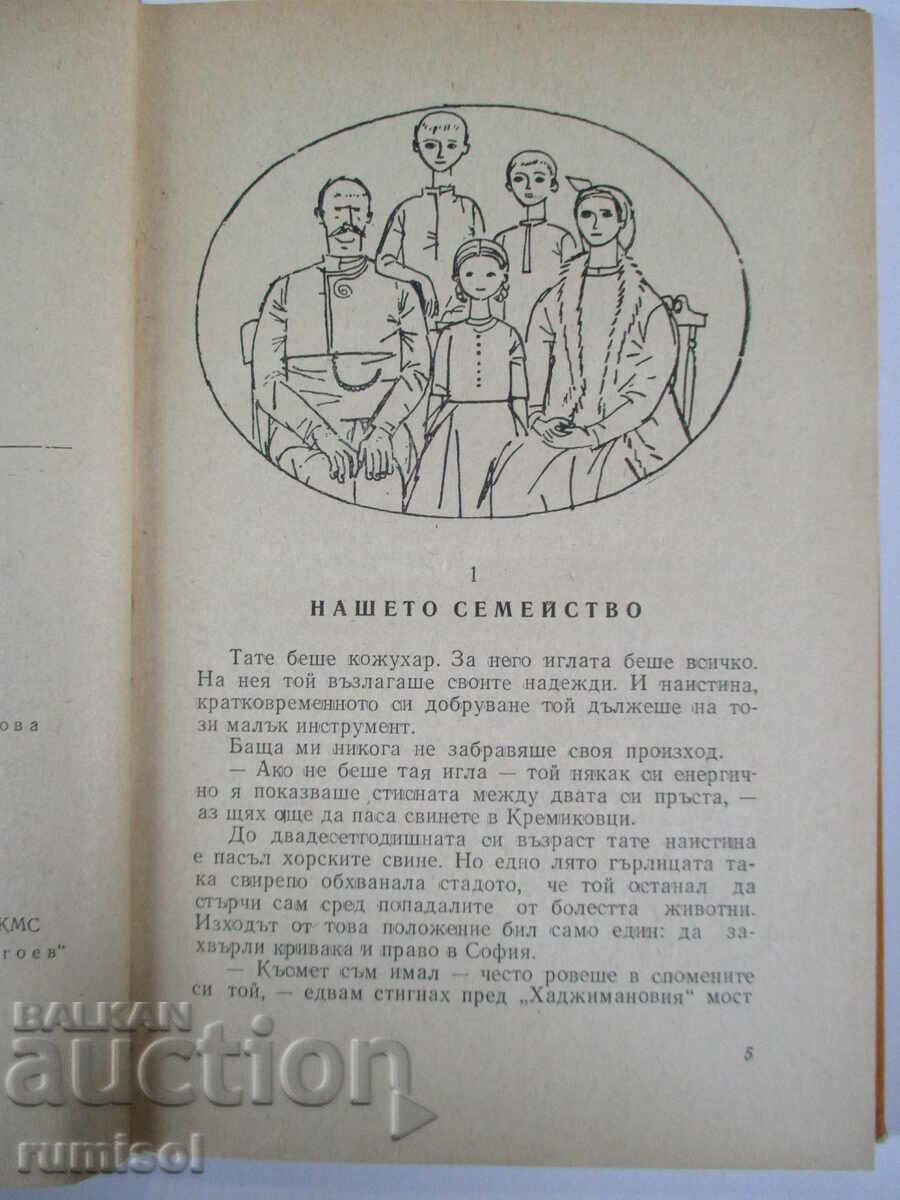 ова
КМС
гоев"
1
НАШЕТО СЕМЕЙСТВО
Тате беше кожухар. За него иглата беше всичко.
На нея той възлагаше своите надежди. И наистина,
кратковременното си добруване той дължеше на то-
зи малък инструмент.
Баща ми никога не забравяше своя произход.
— Ако не беше тая игла — той някак си енергич-
но я показваше стисната между двата си пръста, —
аз щях още да паса свинете в Кремиковци.
До двадесетгодишната си възраст тате наистина
е пасъл хорските свине. Но едно лято гърлицата та-
ка свирепо обхванала стадото, че той останал да
стърчи сам сред попадалите от болестта животни.
Изходът от това положение бил само един: да за-
хвърли кривака и право в София.
— Късмет съм имал — често ровеше в спомените
си той, — едвам стигнах пред „Хаджимановия“ мост
5
BALKAN
auction
rumisol